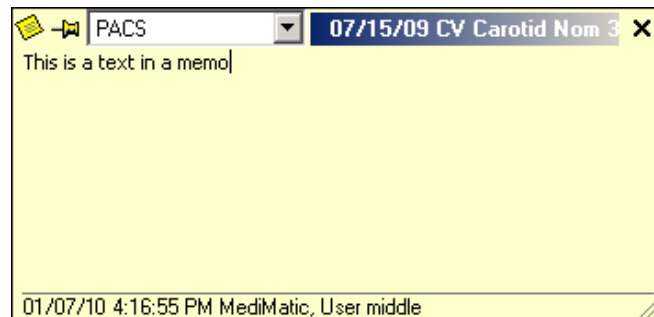 PACS 07/15/09 CV Carotid Nom 3
This is a text in a memo
01/07/10 4:16:55 PM MediMatic, User middle